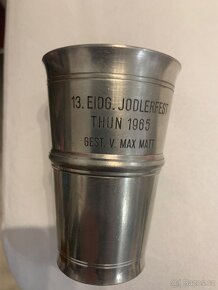 13. EIDG. JODLERFEST
THUN 1965
GEST. V. MAX MATT